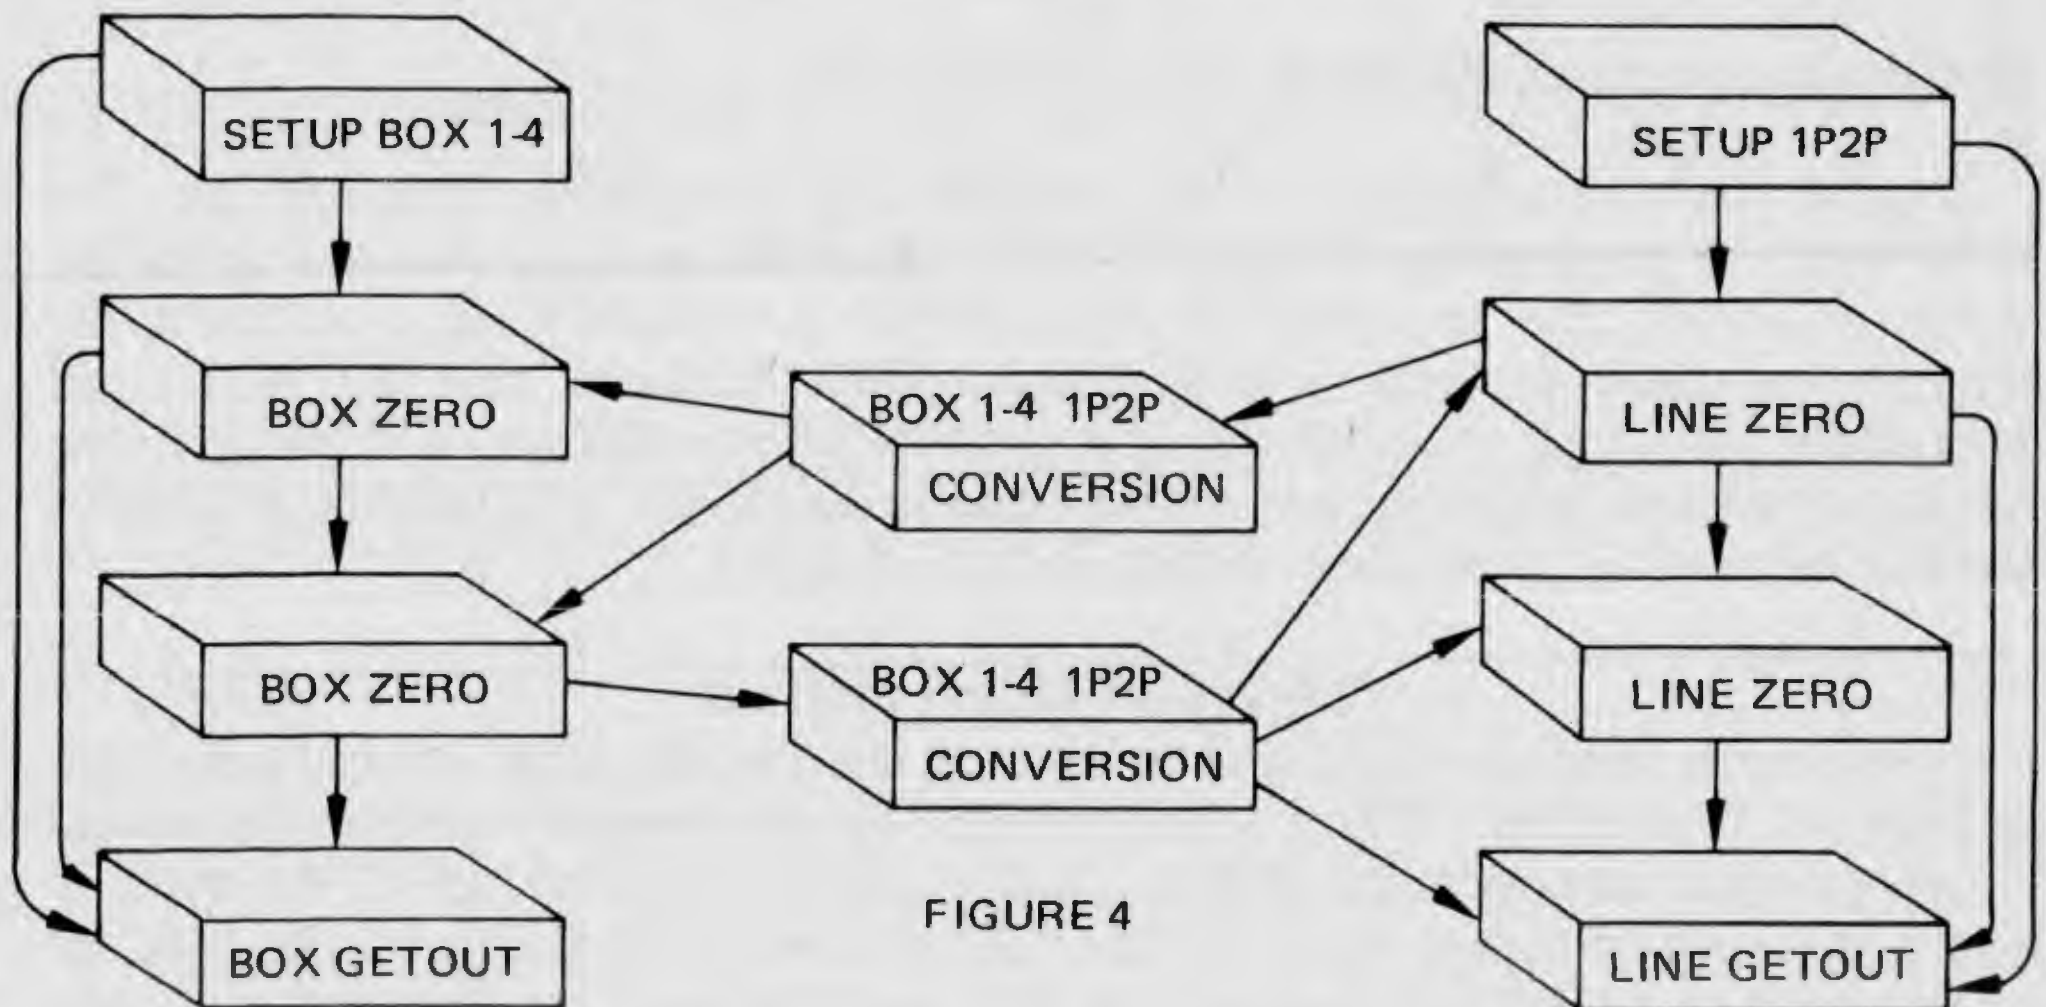 SETUP BOX 1-4
SETUP 1P2P
BOX ZERO
BOX 1-4 1P2P
CONVERSION
LINE ZERO
BOX ZERO
BOX 1-4 1P2P
CONVERSION
LINE ZERO
BOX GETOUT
FIGURE 4
LINE GETOUT